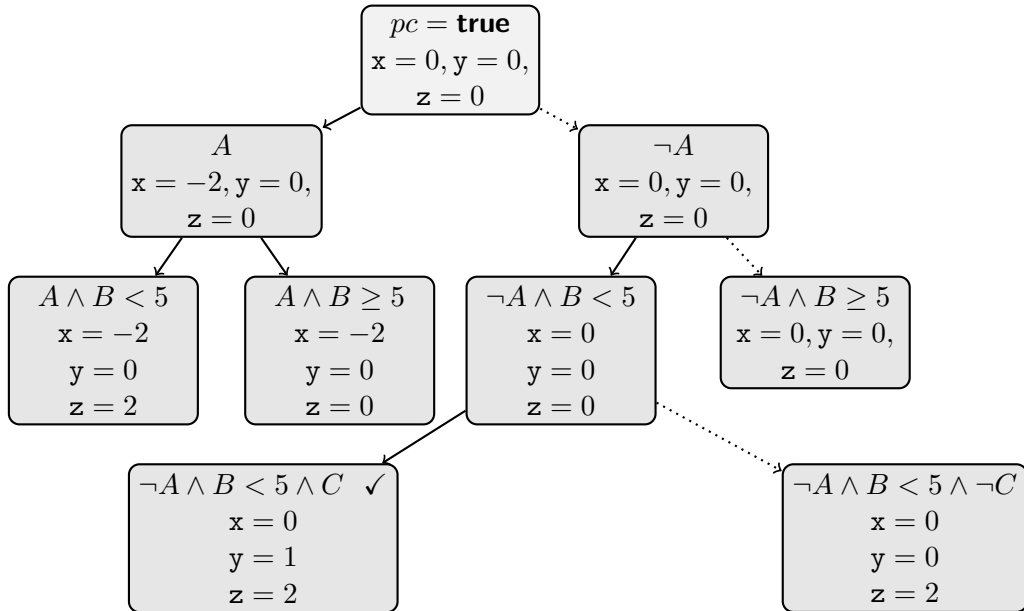 pc = true
x = 0, y = 0,
z = 0
A
x = −2, y = 0,
z = 0
¬A
x = 0, y = 0,
z = 0
A ∧ B < 5
x = −2
y = 0
z = 2
A ∧ B ≥ 5
x = −2
y = 0
z = 0
¬A ∧ B < 5
x = 0
y = 0
z = 0
¬A ∧ B ≥ 5
x = 0, y = 0,
z = 0
¬A ∧ B < 5 ∧ C ✓
x = 0
y = 1
z = 2
¬A ∧ B < 5 ∧ ¬C
x = 0
y = 0
z = 2